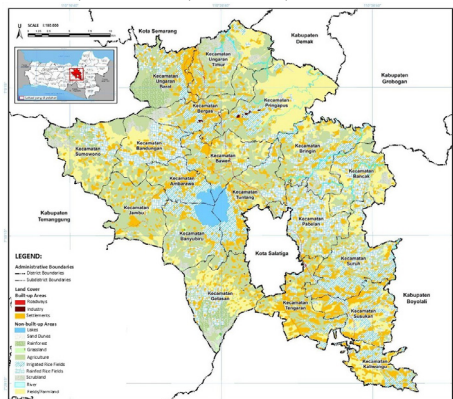 Kota Semarang
Kabupaten
Demak
SCALE
N
Kecamatan
Ungaran
Timur
Kecamatan
Ungaran
Barat
Kabupaten
Grobogan
Kecamatan
Pringapus
Kecamatan
Bergas
Kecamatan
Sumowono
Kecamatan
Bandungan
Kecamatan
Bringin
Kecamatan
Bawen
Kecamatan
Bancak
Kecamatan
Ambarawa
Kecamatan
Tuntang
Kecamatan
Jambu
Kabupaten
Temanggung
Kecamatan
Pabelan
Kecamatan
Banyubiru
Kota Salatiga
Kecamatan
Suruh
Kecamatan
Getasan
Kabupaten
Boyolali
Kecamatan
Tengaran
Kecamatan
Susukan
Kecamatan
Kaliwungu
LEGEND:
Administrative Boundaries
District Boundaries
Subdistrict Boundaries
Land Cover
Built-up Areas
Roadways
Industry
Settlements
Non-built-up Areas
Lakes
Sand Dunes
Rainforest
Grassland
Agriculture
Irrigated Rice Fields
Rainfed Rice Fields
Scrubland
River
Fields/Farmland